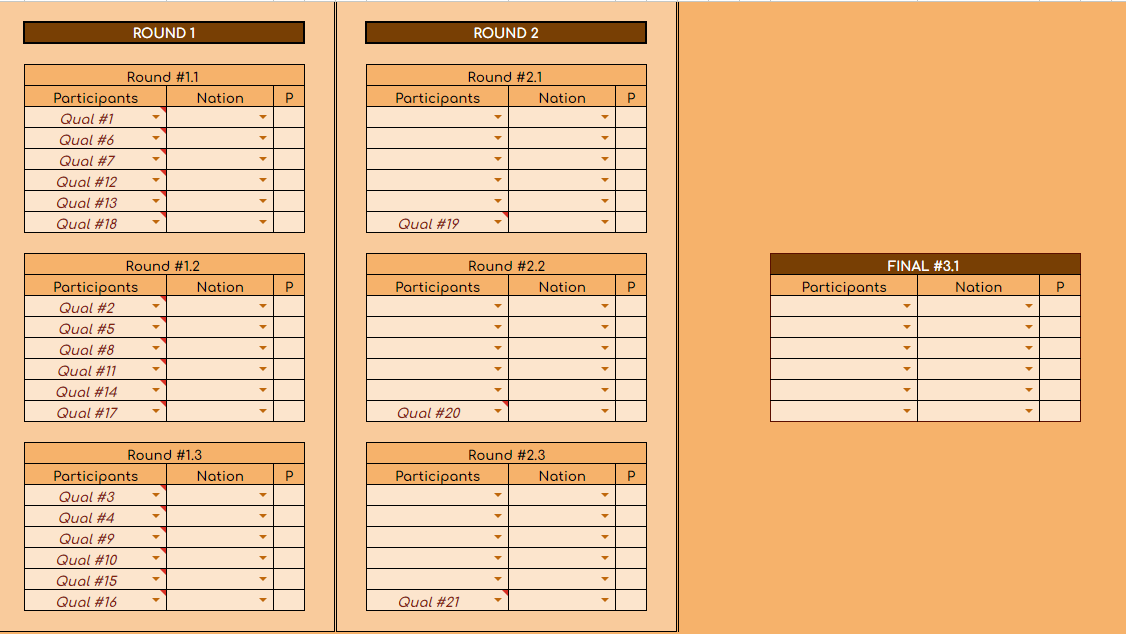 ROUND 1
Round #1.1
Participants Nation P
Qual #1
Qual #6
Qual #7
Qual #12
Qual #13
Qual #18
Round #1.2
Participants Nation P
Qual #2
Qual #5
Qual #8
Qual #11
Qual #14
Qual #17
Round #1.3
Participants Nation P
Qual #3
Qual #4
Qual #9
Qual #10
Qual #15
Qual #16
ROUND 2
Round #2.1
Participants Nation P
Qual #19
Round #2.2
Participants Nation P
Qual #20
Round #2.3
Participants Nation P
Qual #21
FINAL #3.1
Participants Nation P